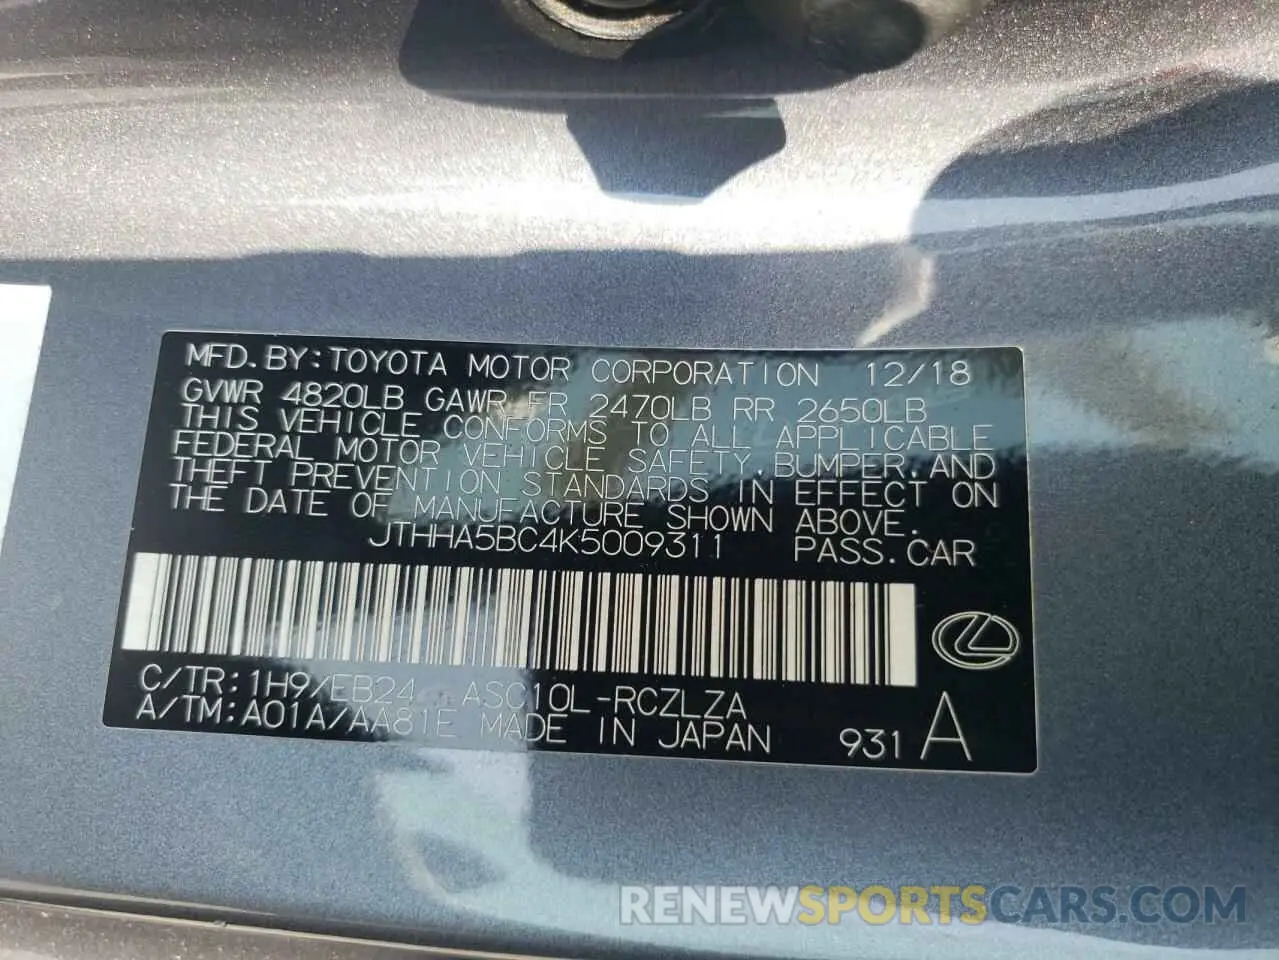 MFD. BY: TOYOTA MOTOR CORPORATION 12/18
GVWR 4820LB GAWR FR 2470LB RR 2650LB
THIS VEHICLE CONFORMS TO ALL APPLICABLE
FEDERAL MOTOR VEHICLE SAFETY, BUMPER, AND
THEFT PREVENTION STANDARDS IN EFFECT ON
THE DATE OF MANUFACTURE SHOWN ABOVE.
JTHHA5BC4K5009311 PASS. CAR
C/TR: 1H9/EB24 ASC10L-RCZLZA
A/TM: A01A/AA81E MADE IN JAPAN 931 A
RENEWSPORTSCARS.COM